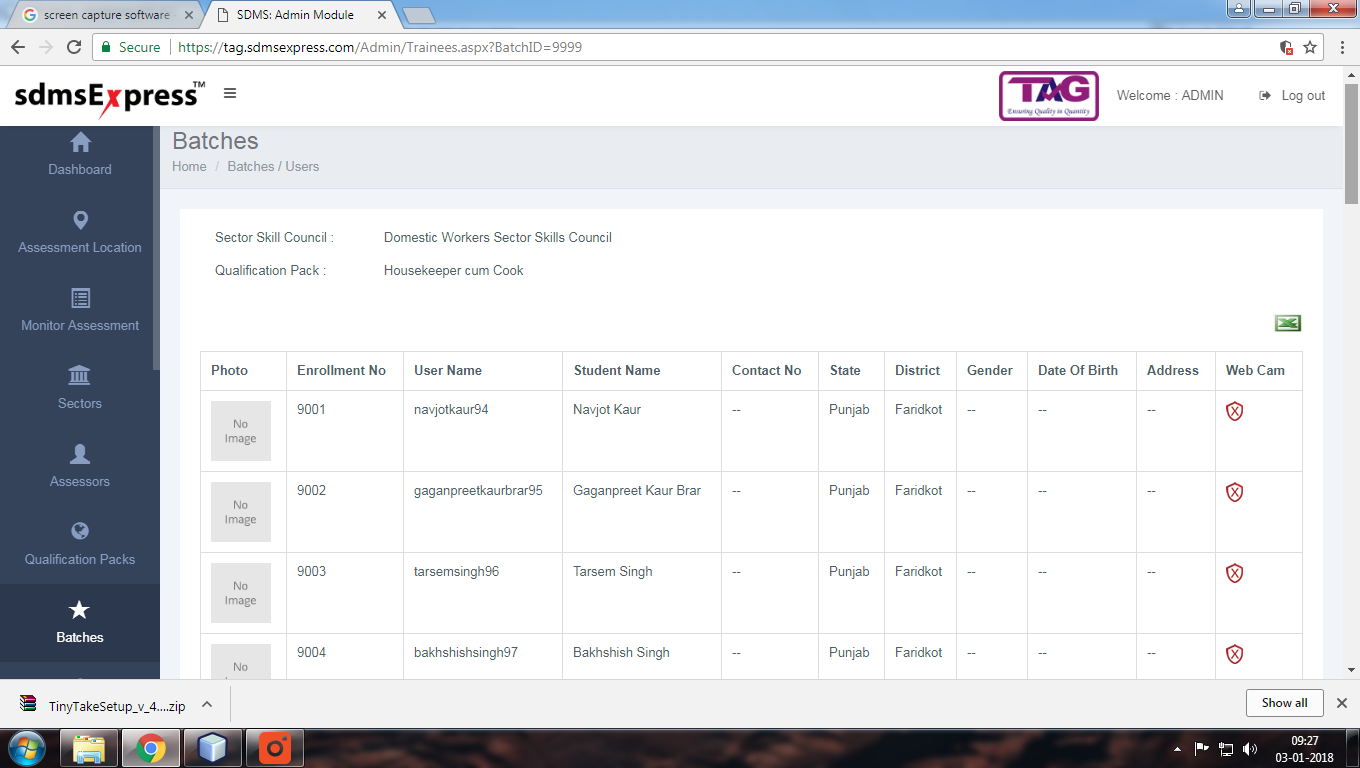 screen capture software
SDMS: Admin Module
Secure https://tag.sdmsexpress.com/Admin/Trainees.aspx?BatchID=9999
sdmsExpress™
TAG
Ensuring Quality in Quantity
Welcome : ADMIN
Log out
Dashboard
Assessment Location
Monitor Assessment
Sectors
Assessors
Qualification Packs
Batches
Batches
Home / Batches / Users
Sector Skill Council : Domestic Workers Sector Skills Council
Qualification Pack : Housekeeper cum Cook
Photo Enrollment No User Name Student Name Contact No State District Gender Date Of Birth Address Web Cam
No Image 9001 navjotkaur94 Navjot Kaur -- Punjab Faridkot -- -- --
No Image 9002 gaganpreetkaurbrar95 Gaganpreet Kaur Brar -- Punjab Faridkot -- -- --
No Image 9003 tarsemsingh96 Tarsem Singh -- Punjab Faridkot -- -- --
No 9004 bakhshishsingh97 Bakhshish Singh -- Punjab Faridkot -- -- --
TinyTakeSetup_v_4....zip
Show all
09:27
03-01-2018